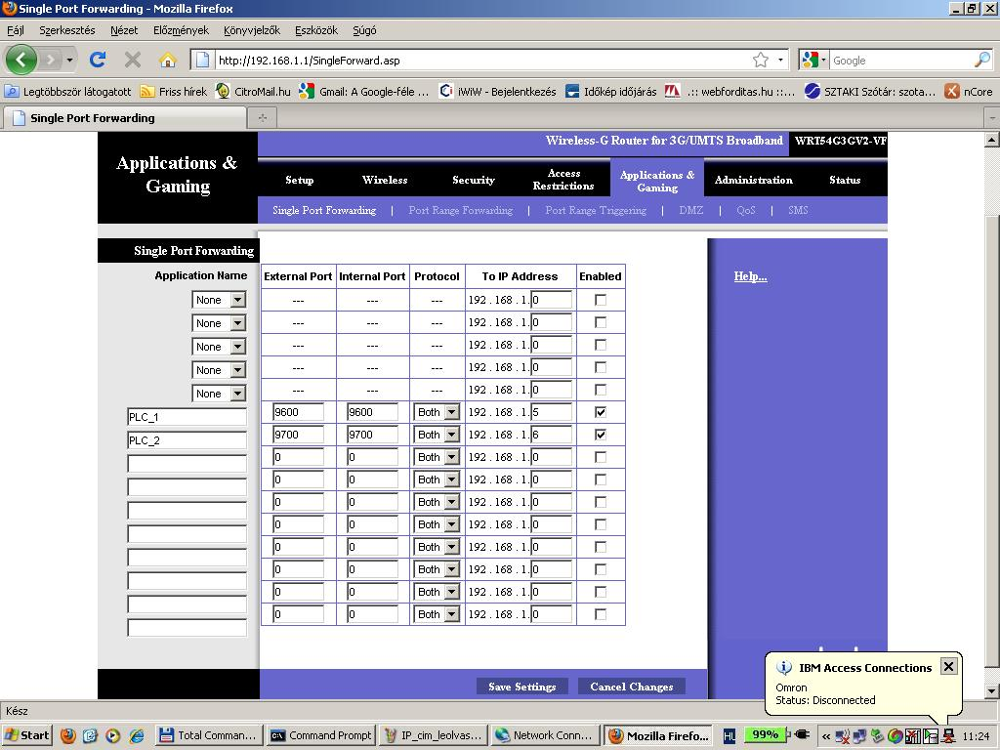 Single Port Forwarding - Mozilla Firefox
Fájl Szerkesztés Nézet Előzmények Könyvjelzők Eszközök Súgó
http://192.168.1.1/SingleForward.asp Google
Legtöbbször látogatott Friss hírek CitroMail.hu Gmail: A Google-féle ... iWiW - Bejelentkezés Időkép időjárás .:: webforditas.hu ::... SZTAKI Szótár: szota... nCore
Single Port Forwarding
Wireless-G Router for 3G/UMTS Broadband WRT54G3GV2-VF
Applications & Gaming
Setup Wireless Security Access Restrictions Applications & Gaming Administration Status
Single Port Forwarding | Port Range Forwarding | Port Range Triggering | DMZ | QoS | SMS
Single Port Forwarding
Help...
Application Name External Port Internal Port Protocol To IP Address Enabled
None --- --- --- 192 . 168 . 1. 0
None --- --- --- 192 . 168 . 1. 0
None --- --- --- 192 . 168 . 1. 0
None --- --- --- 192 . 168 . 1. 0
None --- --- --- 192 . 168 . 1. 0
PLC_1 9600 9600 Both 192 . 168 . 1. 5
PLC_2 9700 9700 Both 192 . 168 . 1. 6
0 0 Both 192 . 168 . 1. 0
0 0 Both 192 . 168 . 1. 0
0 0 Both 192 . 168 . 1. 0
0 0 Both 192 . 168 . 1. 0
0 0 Both 192 . 168 . 1. 0
0 0 Both 192 . 168 . 1. 0
0 0 Both 192 . 168 . 1. 0
0 0 Both 192 . 168 . 1. 0
Save Settings Cancel Changes
IBM Access Connections
Omron
Status: Disconnected
Kész
Start Total Comman... Command Prompt IP_cim_leolvas... Network Conn... Mozilla Firefo... HU 99% « 11:24